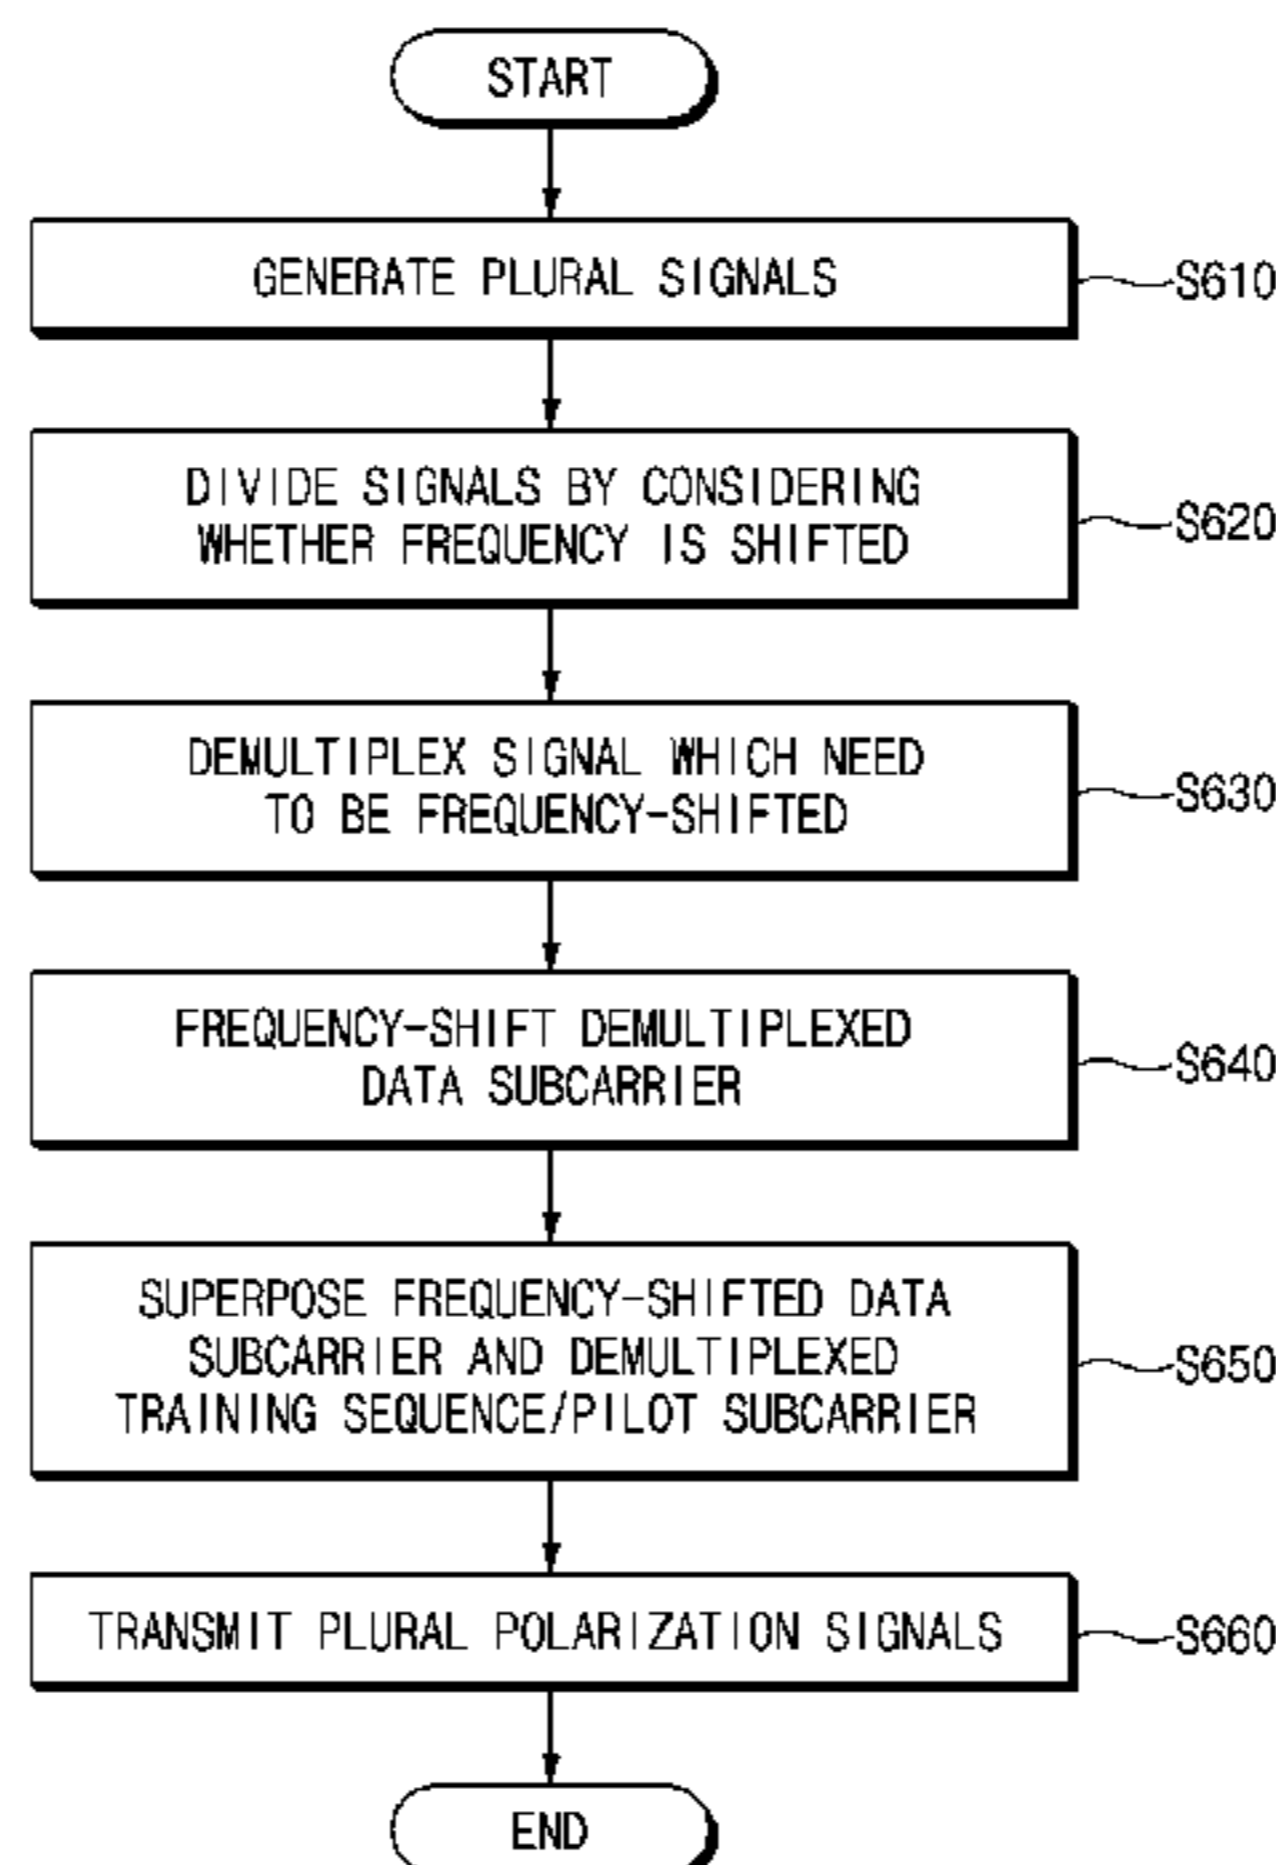 START
GENERATE PLURAL SIGNALS
S610
DIVIDE SIGNALS BY CONSIDERING
WHETHER FREQUENCY IS SHIFTED
S620
DEMULTIPLEX SIGNAL WHICH NEED
TO BE FREQUENCY-SHIFTED
S630
FREQUENCY-SHIFT DEMULTIPLEXED
DATA SUBCARRIER
S640
SUPERPOSE FREQUENCY-SHIFTED DATA
SUBCARRIER AND DEMULTIPLEXED
TRAINING SEQUENCE/PILOT SUBCARRIER
S650
TRANSMIT PLURAL POLARIZATION SIGNALS
S660
END